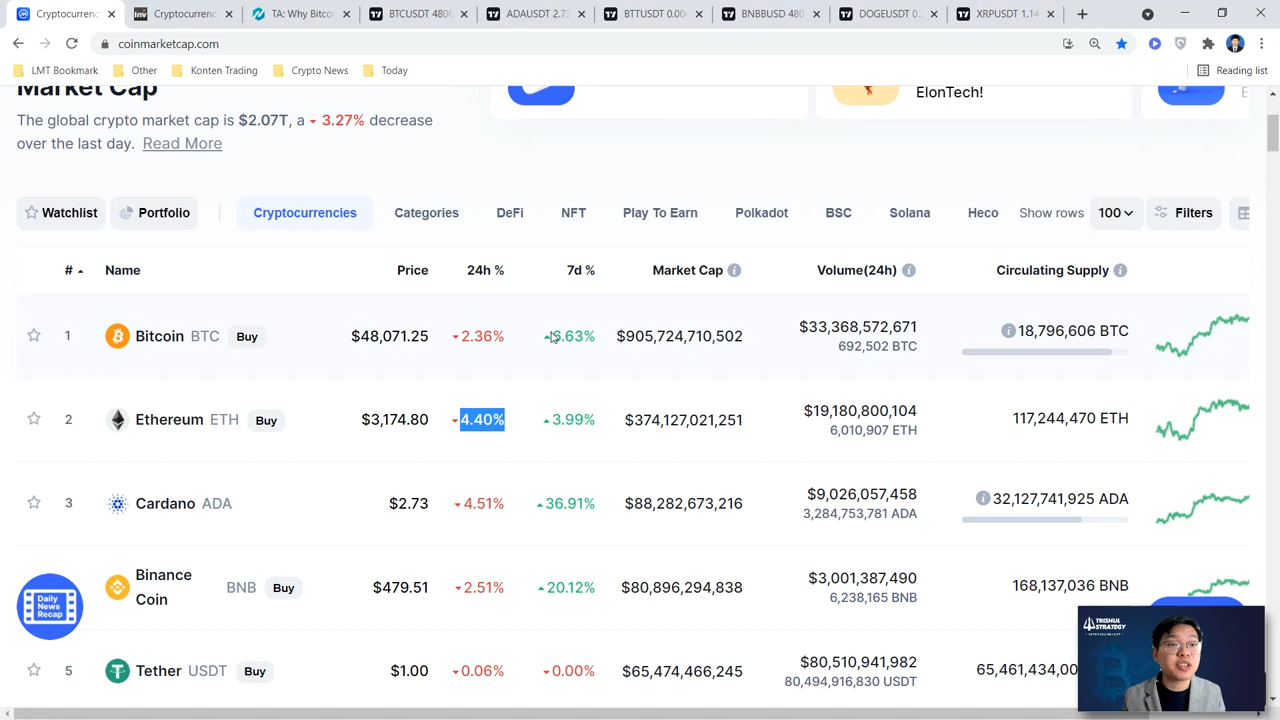 Cryptocurrenc
Cryptocurrenc
TA: Why Bitco
BTCUSDT 480
ADAUSDT 2.73
BTTUSDT 0.00
BNBBUSD 480
DOGEUSDT 0.
XRPUSDT 1.14
coinmarketcap.com
LMT Bookmark
Other
Konten Trading
Crypto News
Today
Reading list
Market Cap
ElonTech!
The global crypto market cap is $2.07T, a 3.27% decrease
over the last day. Read More
Watchlist
Portfolio
Cryptocurrencies
Categories
DeFi
NFT
Play To Earn
Polkadot
BSC
Solana
Heco
Show rows
100
Filters
# Name Price 24h % 7d % Market Cap Volume(24h) Circulating Supply
1 Bitcoin BTC Buy $48,071.25 2.36% $905,724,710,502 $33,368,572,671 18,796,606 BTC
692,502 BTC
2 Ethereum ETH Buy $3,174.80 4.40% 3.99% $374,127,021,251 $19,180,800,104 117,244,470 ETH
6,010,907 ETH
3 Cardano ADA $2.73 4.51% 36.91% $88,282,673,216 $9,026,057,458 32,127,741,925 ADA
3,284,753,781 ADA
Binance
Coin
BNB Buy $479.51 2.51% 20.12% $80,896,294,838 $3,001,387,490 168,137,036 BNB
6,238,165 BNB
5 Tether USDT Buy $1.00 0.06% 0.00% $65,474,466,245 $80,510,941,982 65,461,434,00
80,494,916,830 USDT
Daily
News
Recap
TRISHUL
STRATEGY